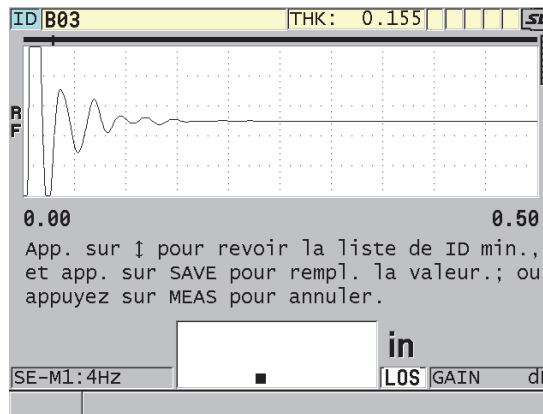 ID B03 THK: 0.155
RF
0.00 0.50
App. sur ↕ pour revoir la liste de ID min.,
et app. sur SAVE pour rempl. la valeur.; ou
appuyez sur MEAS pour annuler.
in
SE-M1:4Hz LOS GAIN